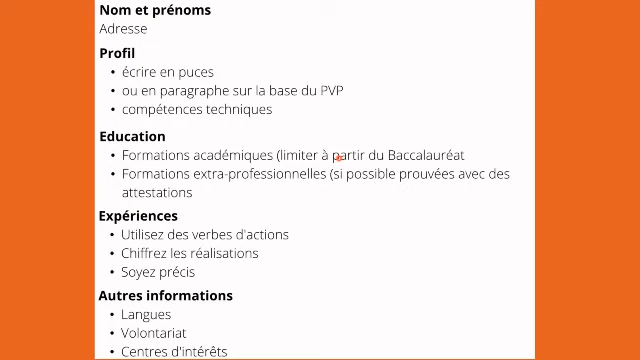 Nom et prénoms
Adresse
Profil
• écrire en puces
• ou en paragraphe sur la base du PVP
• compétences techniques
Education
• Formations académiques (limiter à partir du Baccalauréat
• Formations extra-professionnelles (si possible prouvées avec des
attestations
Expériences
• Utilisez des verbes d'actions
• Chiffrez les réalisations
• Soyez précis
Autres informations
• Langues
• Volontariat
• Centres d'intérêts